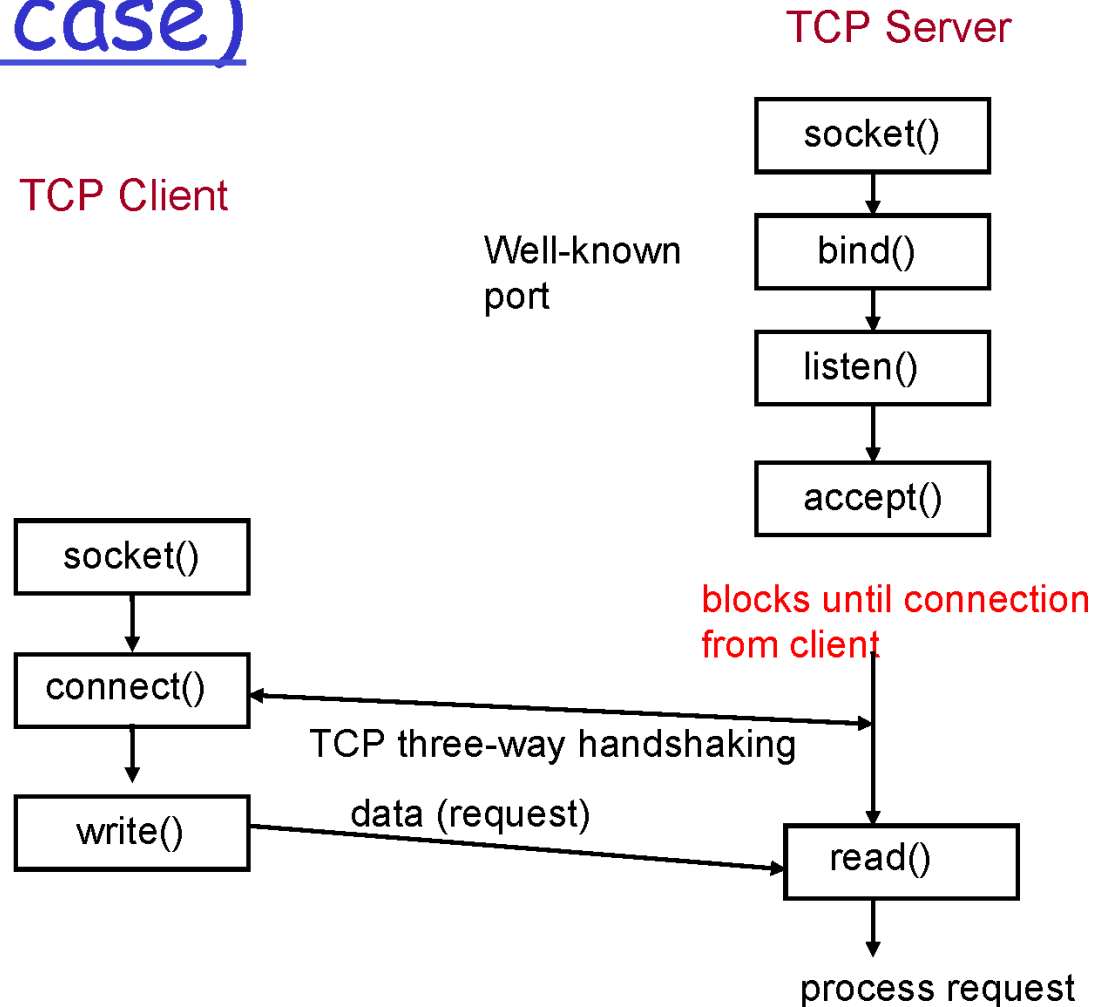 case)
TCP Server
socket()
TCP Client
Well-known
port
bind()
listen()
accept()
socket()
blocks until connection
from client
connect()
TCP three-way handshaking
data (request)
write()
read()
process request